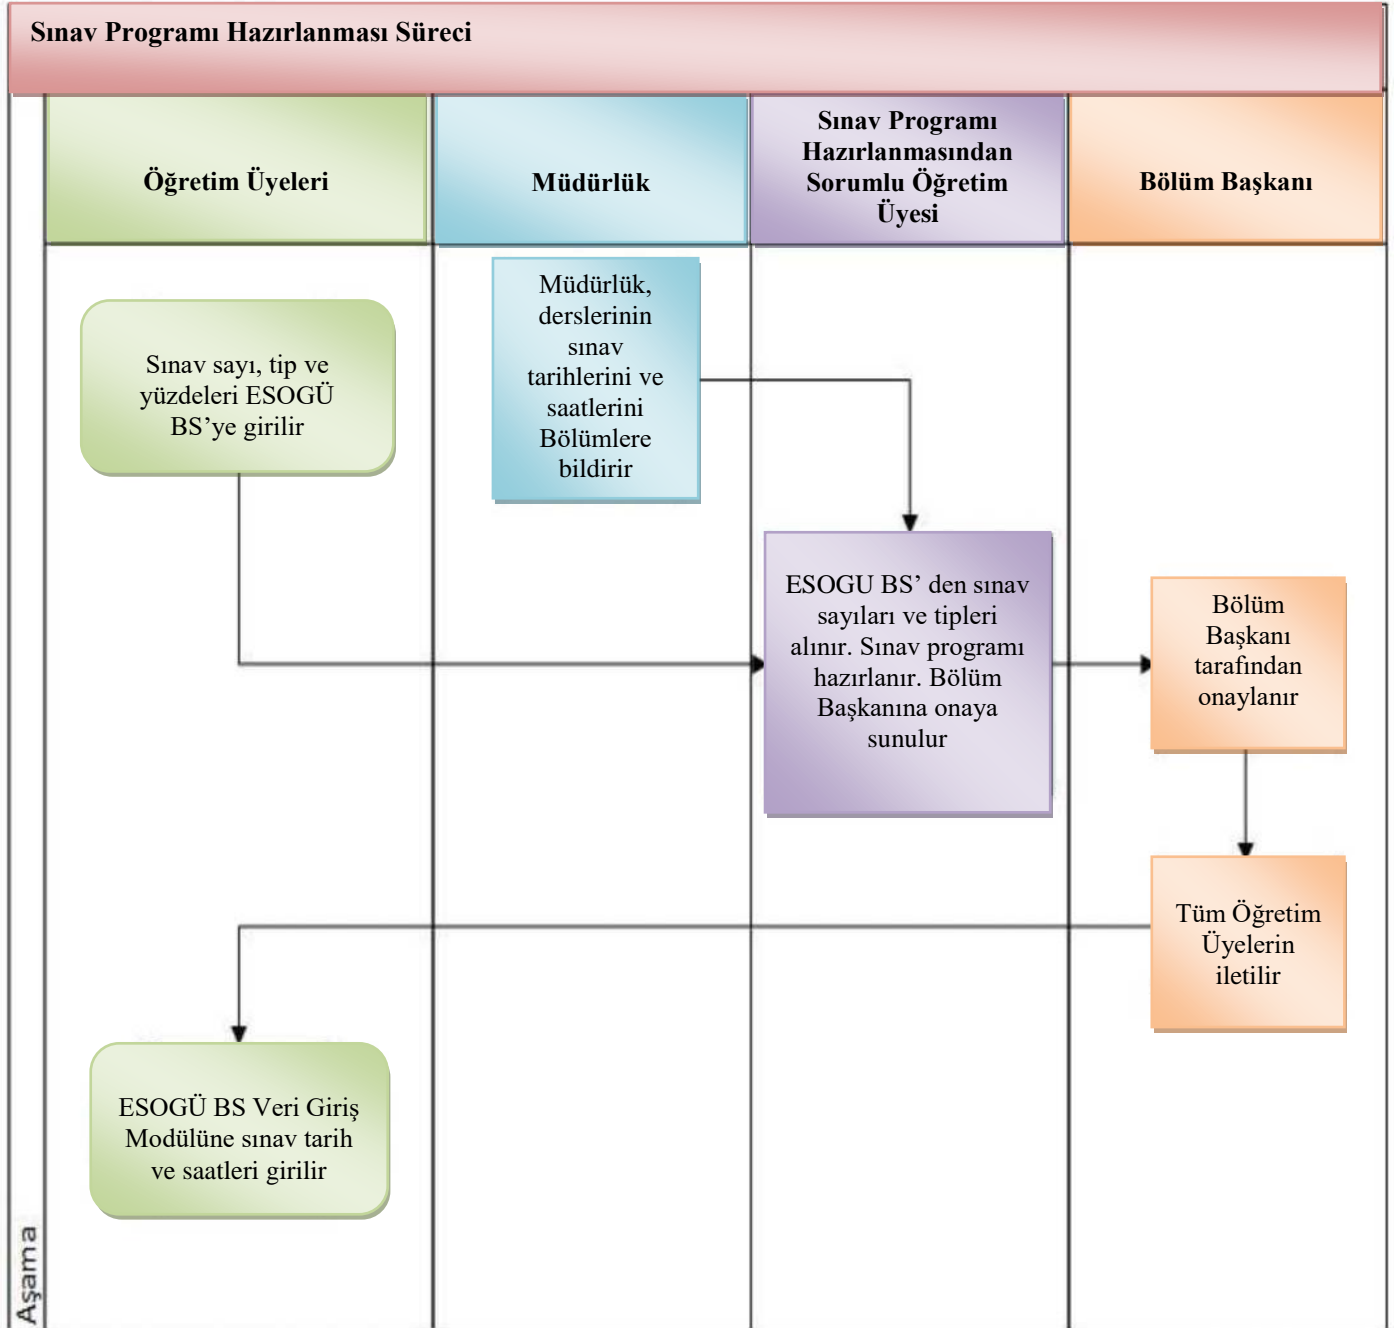 Sınav Programı Hazırlanması Süreci
Öğretim Üyeleri
Müdürlük
Sınav Programı
Hazırlanmasından
Sorumlu Öğretim
Üyesi
Bölüm Başkanı
Sınav sayı, tip ve
yüzdeleri ESOGÜ
BS’ye girilir
Müdürlük,
derslerinin
sınav
tarihlerini ve
saatlerini
Bölümlere
bildirir
ESOGU BS’ den sınav
sayıları ve tipleri
alınır. Sınav programı
hazırlanır. Bölüm
Başkanına onaya
sunulur
Bölüm
Başkanı
tarafından
onaylanır
Tüm Öğretim
Üyelerin
iletilir
ESOGÜ BS Veri Giriş
Modülüne sınav tarih
ve saatleri girilir
Aşama